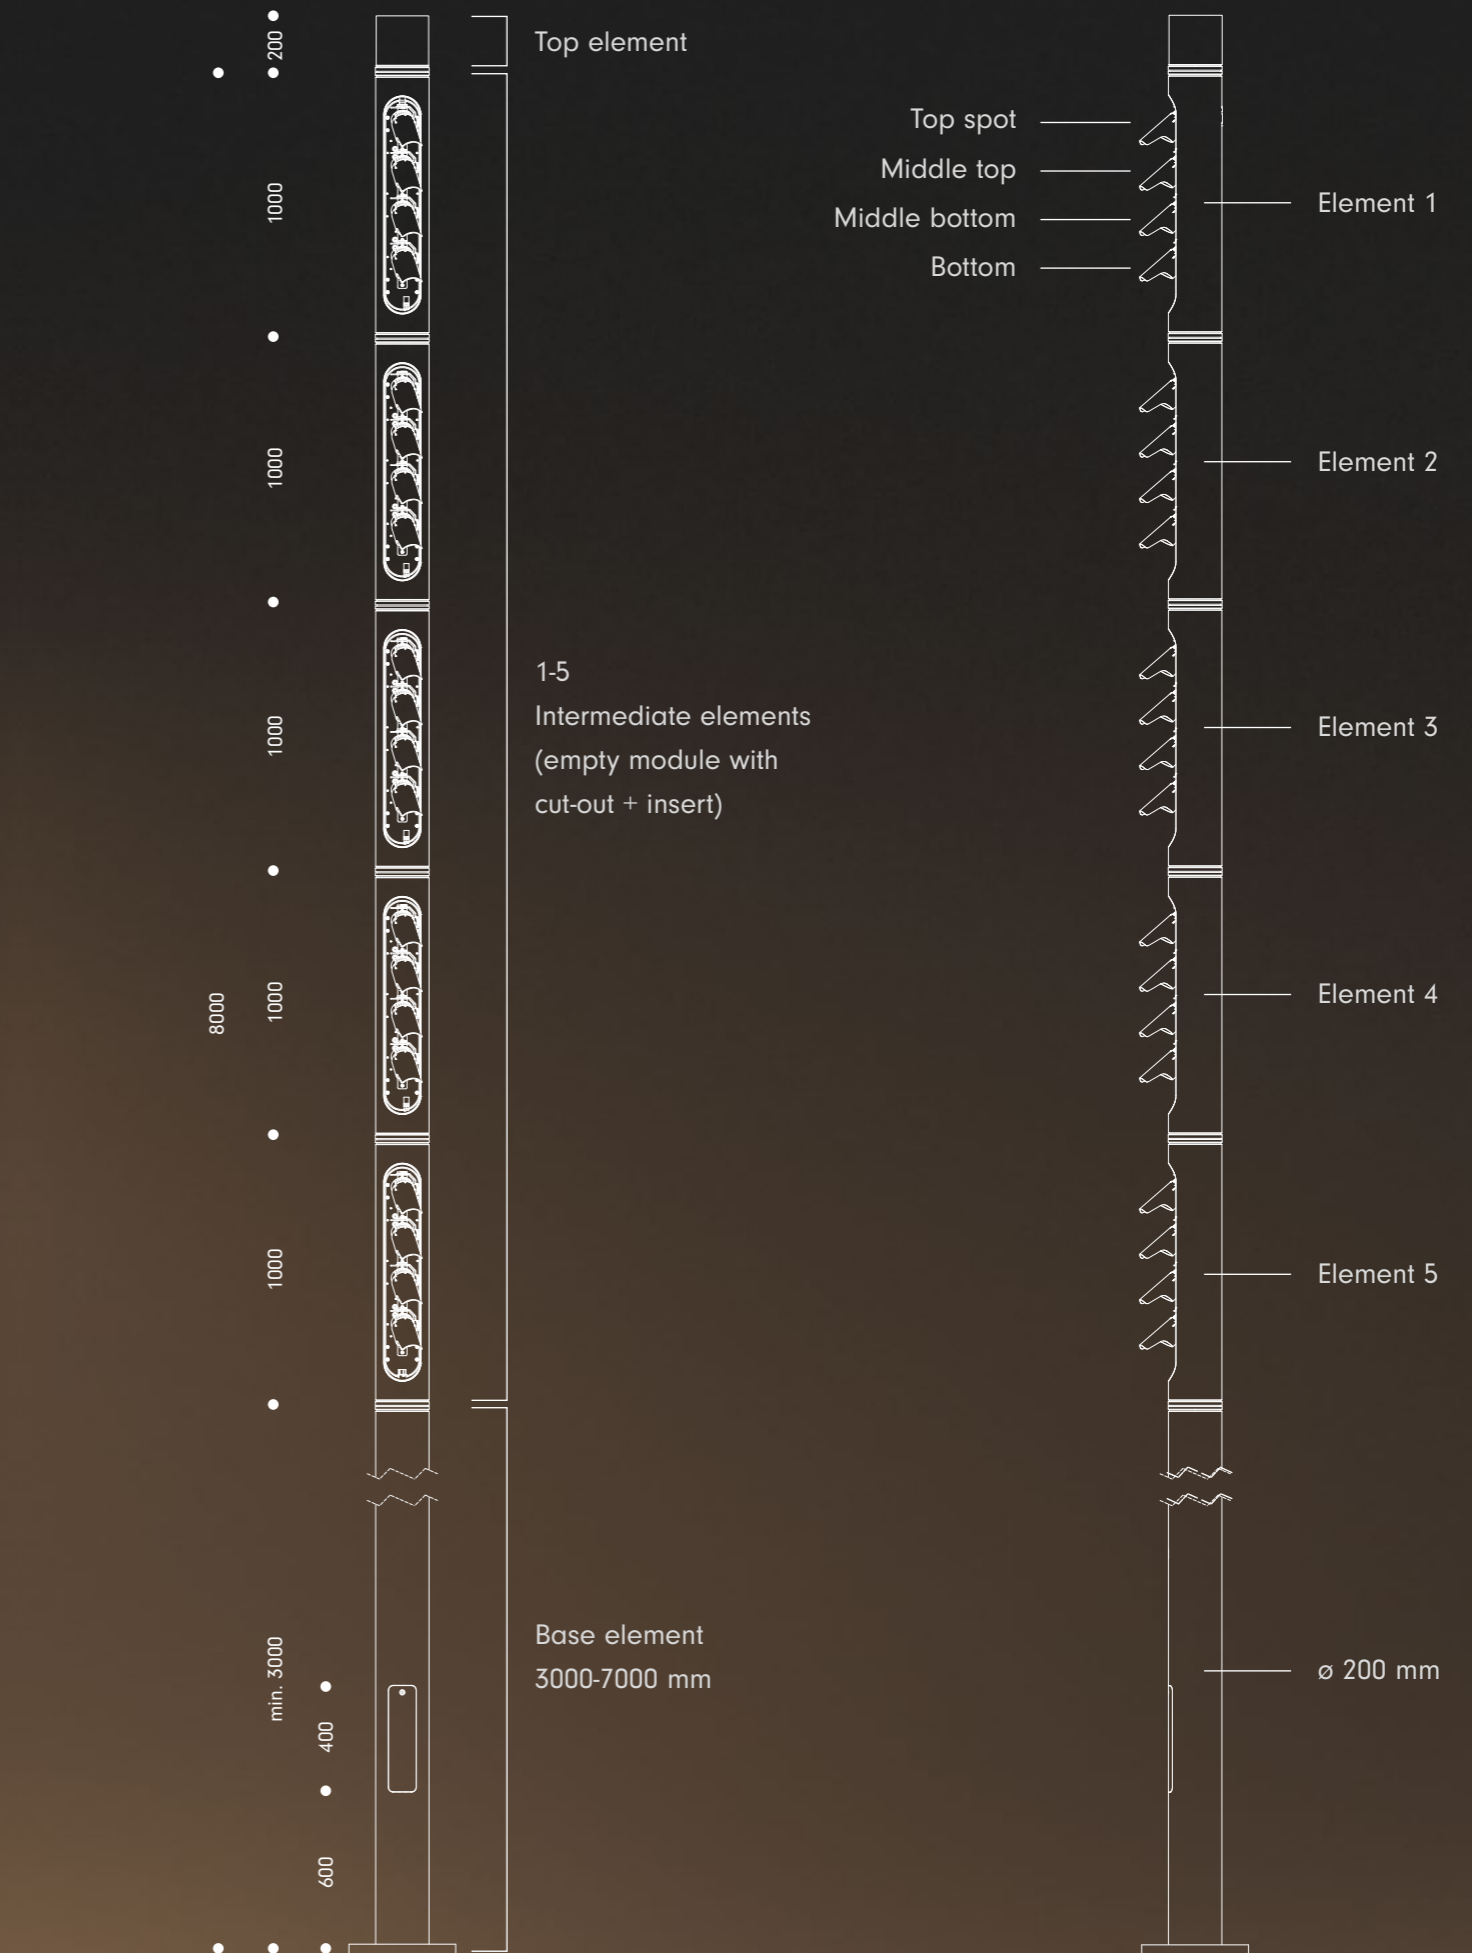 200
Top element
Top spot
Middle top
Middle bottom
Bottom
1000
Element 1
1000
Element 2
1-5
Intermediate elements
(empty module with
cut-out + insert)
1000
Element 3
8000
1000
Element 4
1000
Element 5
Base element
3000-7000 mm
min. 3000
ø 200 mm
400
600